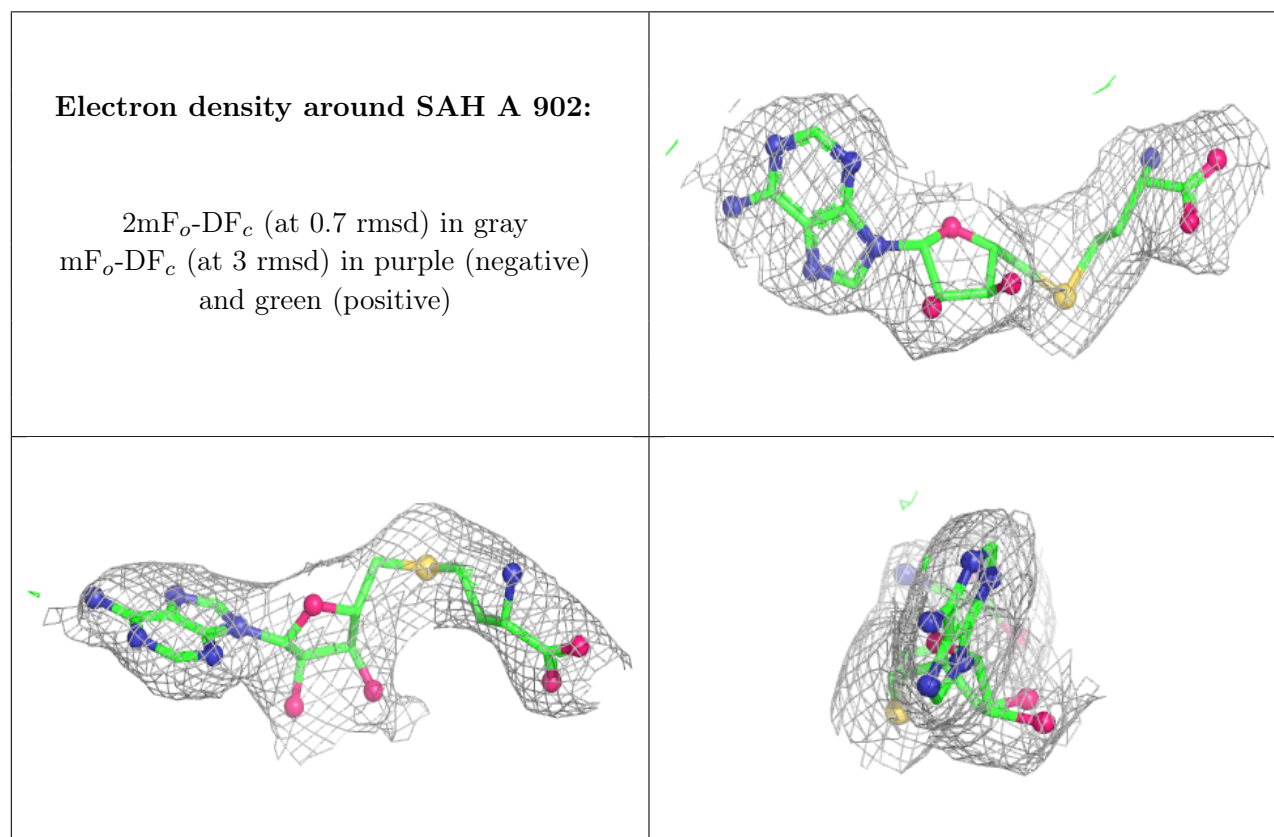 Electron density around SAH A 902:
2mFo-DFc (at 0.7 rmsd) in gray
mFo-DFc (at 3 rmsd) in purple (negative)
and green (positive)